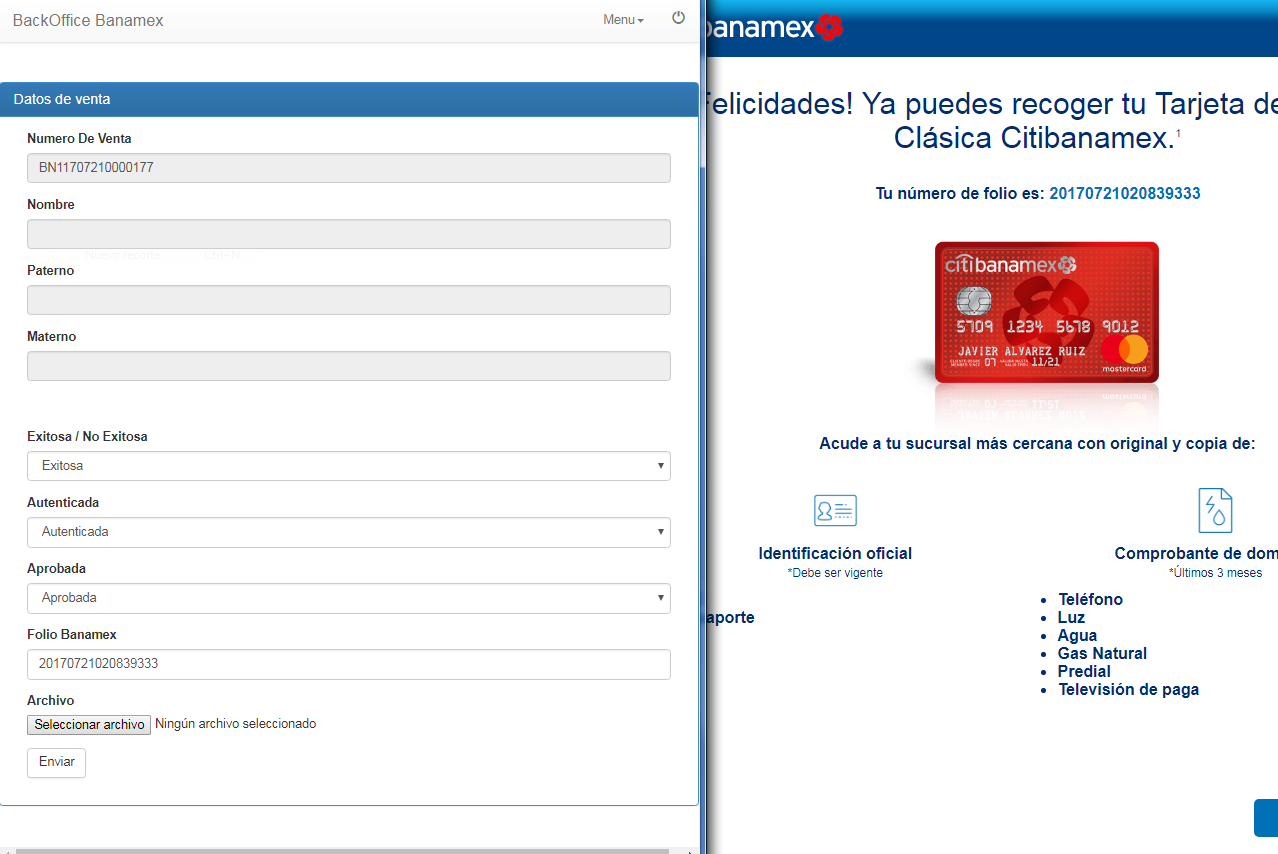 BackOffice Banamex
Menu
Datos de venta
Numero De Venta
BN11707210000177
Nombre
Paterno
Materno
Exitosa / No Exitosa
Exitosa
Autenticada
Autenticada
Aprobada
Aprobada
Folio Banamex
20170721020839333
Archivo
Seleccionar archivo Ningún archivo seleccionado
Enviar
banamex
Felicidades! Ya puedes recoger tu Tarjeta de
Clásica Citibanamex.1
Tu número de folio es: 20170721020839333
citibanamex
5709 1234 5678 9012
JAVIER ALVAREZ RUIZ
07 11/21
mastercard
Acude a tu sucursal más cercana con original y copia de:
Identificación oficial
*Debe ser vigente
aporte
Comprobante de dom
*Últimos 3 meses
• Teléfono
• Luz
• Agua
• Gas Natural
• Predial
• Televisión de paga